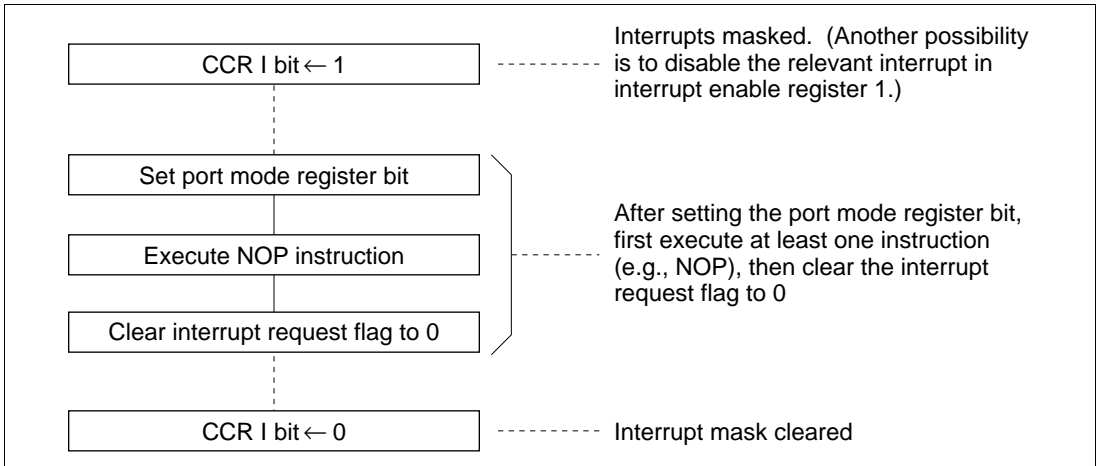 CCR I bit ← 1
Interrupts masked. (Another possibility
is to disable the relevant interrupt in
interrupt enable register 1.)
Set port mode register bit
Execute NOP instruction
Clear interrupt request flag to 0
After setting the port mode register bit,
first execute at least one instruction
(e.g., NOP), then clear the interrupt
request flag to 0
CCR I bit ← 0
Interrupt mask cleared